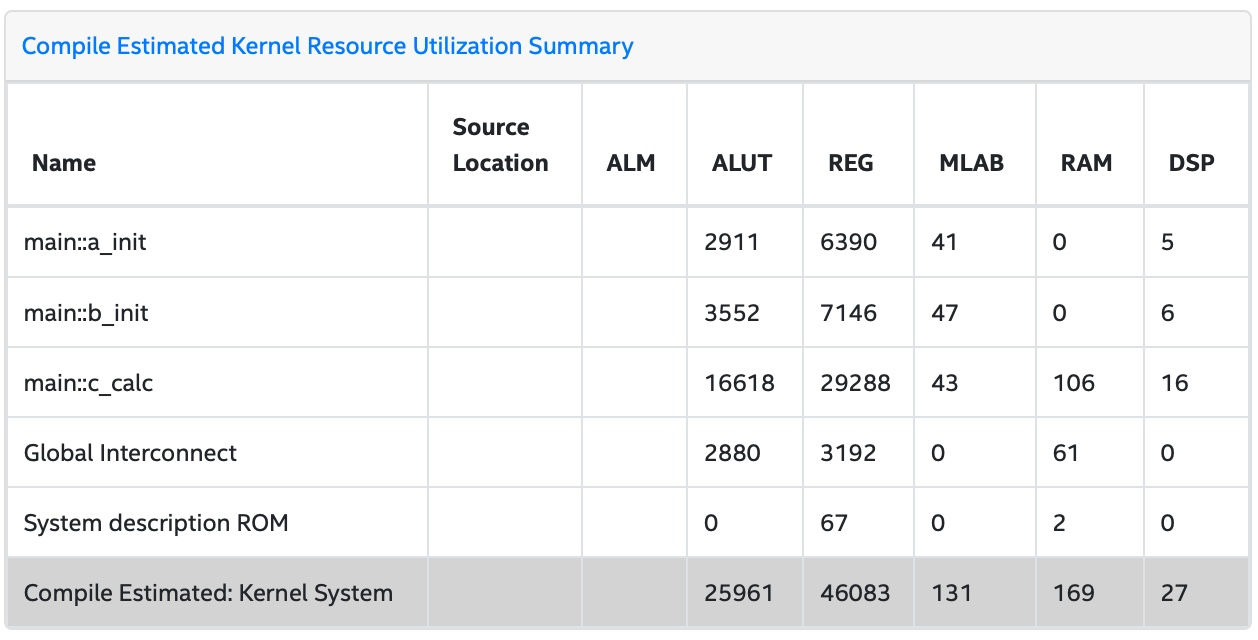 Compile Estimated Kernel Resource Utilization Summary
Name Source Location ALM ALUT REG MLAB RAM DSP
main::a_init 2911 6390 41 0 5
main::b_init 3552 7146 47 0 6
main::c_calc 16618 29288 43 106 16
Global Interconnect 2880 3192 0 61 0
System description ROM 0 67 0 2 0
Compile Estimated: Kernel System 25961 46083 131 169 27